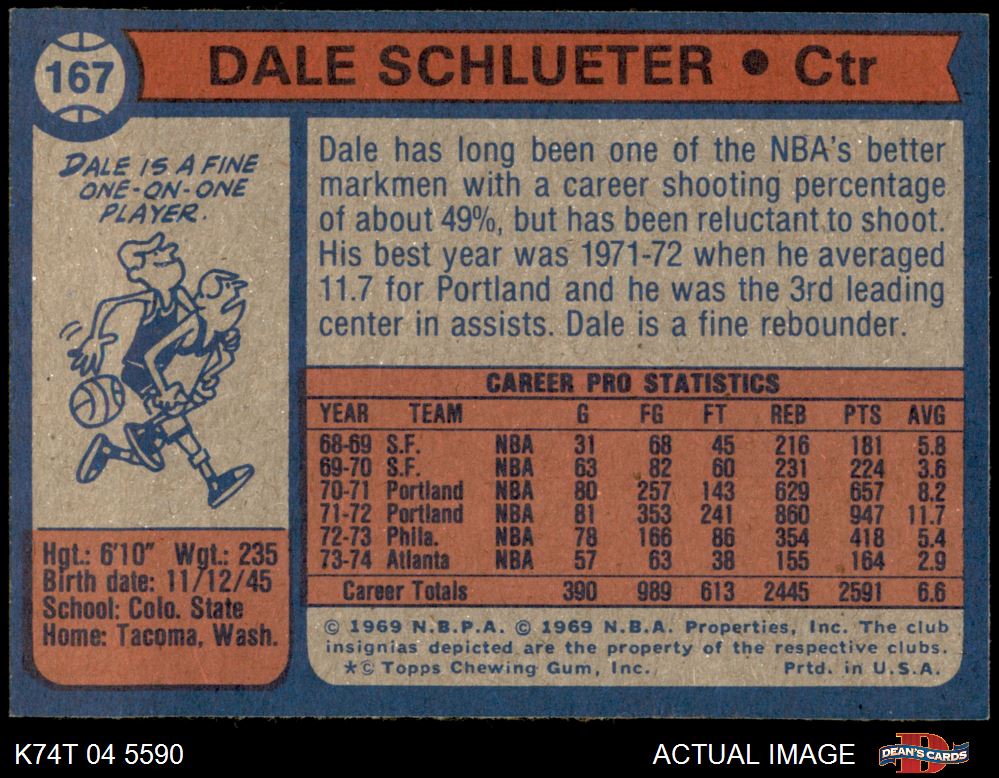 167
DALE SCHLUETER • Ctr
DALE IS A FINE
ONE-ON-ONE
PLAYER.
Dale has long been one of the NBA's better
markmen with a career shooting percentage
of about 49%, but has been reluctant to shoot.
His best year was 1971-72 when he averaged
11.7 for Portland and he was the 3rd leading
center in assists. Dale is a fine rebounder.
CAREER PRO STATISTICS
YEAR TEAM G FG FT REB PTS AVG
68-69 S.F. NBA 31 68 45 216 181 5.8
69-70 S.F. NBA 63 82 60 231 224 3.6
70-71 Portland NBA 80 257 143 629 657 8.2
71-72 Portland NBA 81 353 241 860 947 11.7
72-73 Phila. NBA 78 166 86 354 418 5.4
73-74 Atlanta NBA 57 63 38 155 164 2.9
Career Totals 390 989 613 2445 2591 6.6
Hgt.: 6'10" Wgt.: 235
Birth date: 11/12/45
School: Colo. State
Home: Tacoma, Wash.
© 1969 N.B.P.A. © 1969 N.B.A. Properties, Inc. The club
insignias depicted are the property of the respective clubs.
*© Topps Chewing Gum, Inc. Prtd. in U.S.A.
K74T 04 5590
ACTUAL IMAGE
DEAN'S CARDS